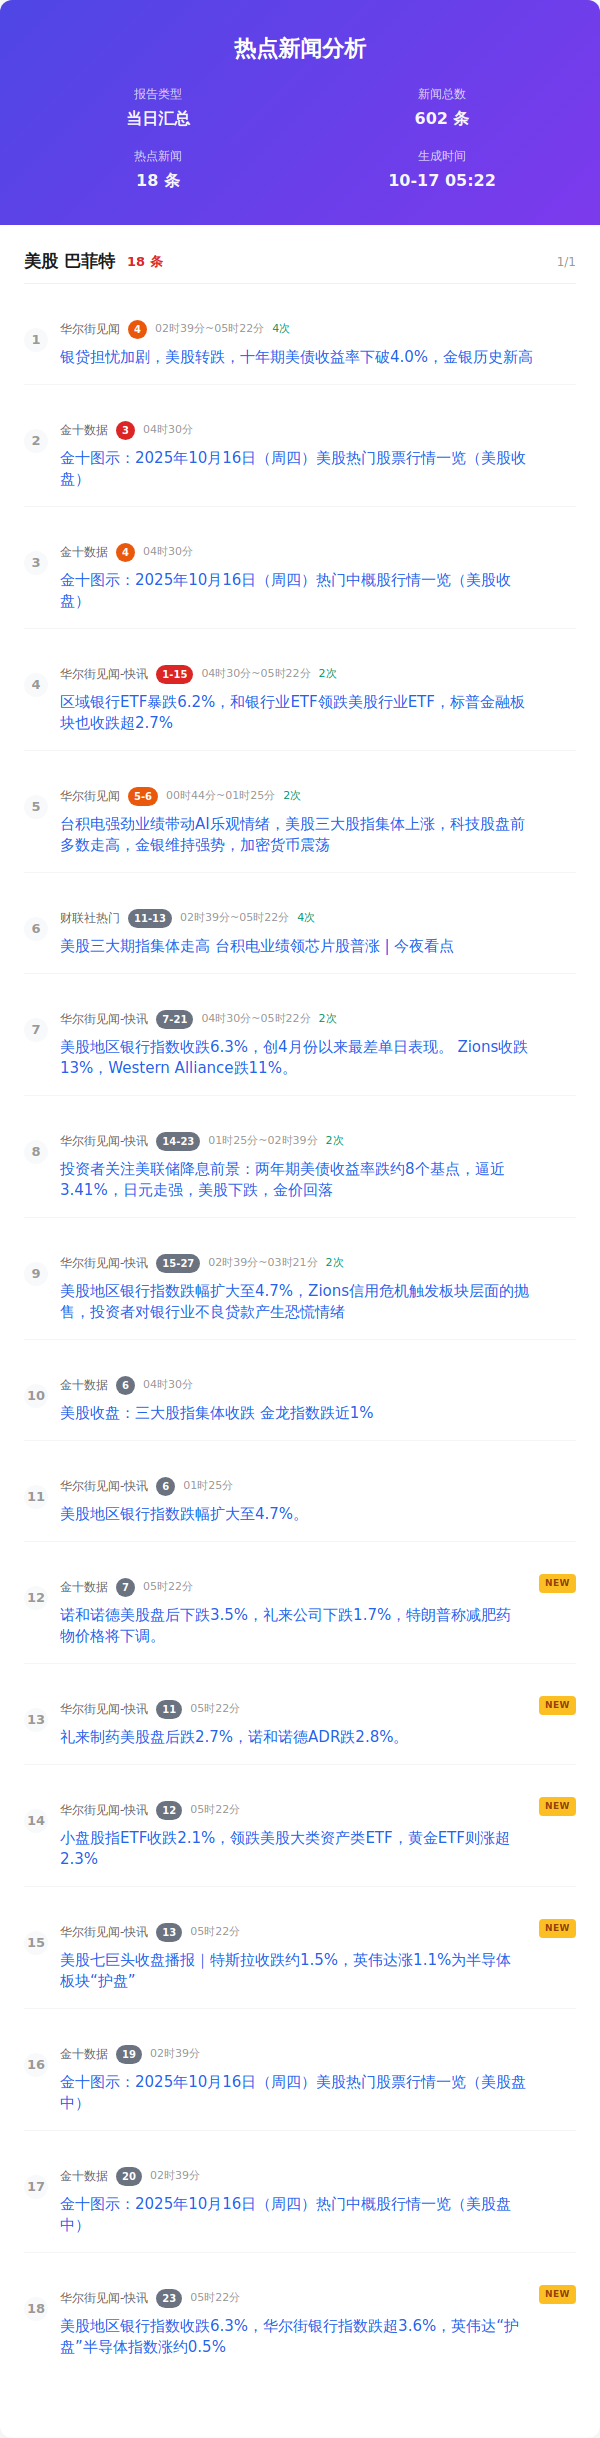 热点新闻分析
报告类型
新闻总数
当日汇总
602 条
热点新闻
生成时间
18 条
10-17 05:22
美股 巴菲特 18 条 1/1
1
华尔街见闻 4 02时39分~05时22分 4次
银贷担忧加剧，美股转跌，十年期美债收益率下破4.0%，金银历史新高
2
金十数据 3 04时30分
金十图示：2025年10月16日（周四）美股热门股票行情一览（美股收
盘）
3
金十数据 4 04时30分
金十图示：2025年10月16日（周四）热门中概股行情一览（美股收
盘）
4
华尔街见闻-快讯 1-15 04时30分~05时22分 2次
区域银行ETF暴跌6.2%，和银行业ETF领跌美股行业ETF，标普金融板
块也收跌超2.7%
5
华尔街见闻 5-6 00时44分~01时25分 2次
台积电强劲业绩带动AI乐观情绪，美股三大股指集体上涨，科技股盘前
多数走高，金银维持强势，加密货币震荡
6
财联社热门 11-13 02时39分~05时22分 4次
美股三大期指集体走高 台积电业绩领芯片股普涨 | 今夜看点
7
华尔街见闻-快讯 7-21 04时30分~05时22分 2次
美股地区银行指数收跌6.3%，创4月份以来最差单日表现。 Zions收跌
13%，Western Alliance跌11%。
8
华尔街见闻-快讯 14-23 01时25分~02时39分 2次
投资者关注美联储降息前景：两年期美债收益率跌约8个基点，逼近
3.41%，日元走强，美股下跌，金价回落
9
华尔街见闻-快讯 15-27 02时39分~03时21分 2次
美股地区银行指数跌幅扩大至4.7%，Zions信用危机触发板块层面的抛
售，投资者对银行业不良贷款产生恐慌情绪
10
金十数据 6 04时30分
美股收盘：三大股指集体收跌 金龙指数跌近1%
11
华尔街见闻-快讯 6 01时25分
美股地区银行指数跌幅扩大至4.7%。
12
金十数据 7 05时22分 NEW
诺和诺德美股盘后下跌3.5%，礼来公司下跌1.7%，特朗普称减肥药
物价格将下调。
13
华尔街见闻-快讯 11 05时22分 NEW
礼来制药美股盘后跌2.7%，诺和诺德ADR跌2.8%。
14
华尔街见闻-快讯 12 05时22分 NEW
小盘股指ETF收跌2.1%，领跌美股大类资产类ETF，黄金ETF则涨超
2.3%
15
华尔街见闻-快讯 13 05时22分 NEW
美股七巨头收盘播报｜特斯拉收跌约1.5%，英伟达涨1.1%为半导体
板块“护盘”
16
金十数据 19 02时39分
金十图示：2025年10月16日（周四）美股热门股票行情一览（美股盘
中）
17
金十数据 20 02时39分
金十图示：2025年10月16日（周四）热门中概股行情一览（美股盘
中）
18
华尔街见闻-快讯 23 05时22分 NEW
美股地区银行指数收跌6.3%，华尔街银行指数跌超3.6%，英伟达“护
盘”半导体指数涨约0.5%